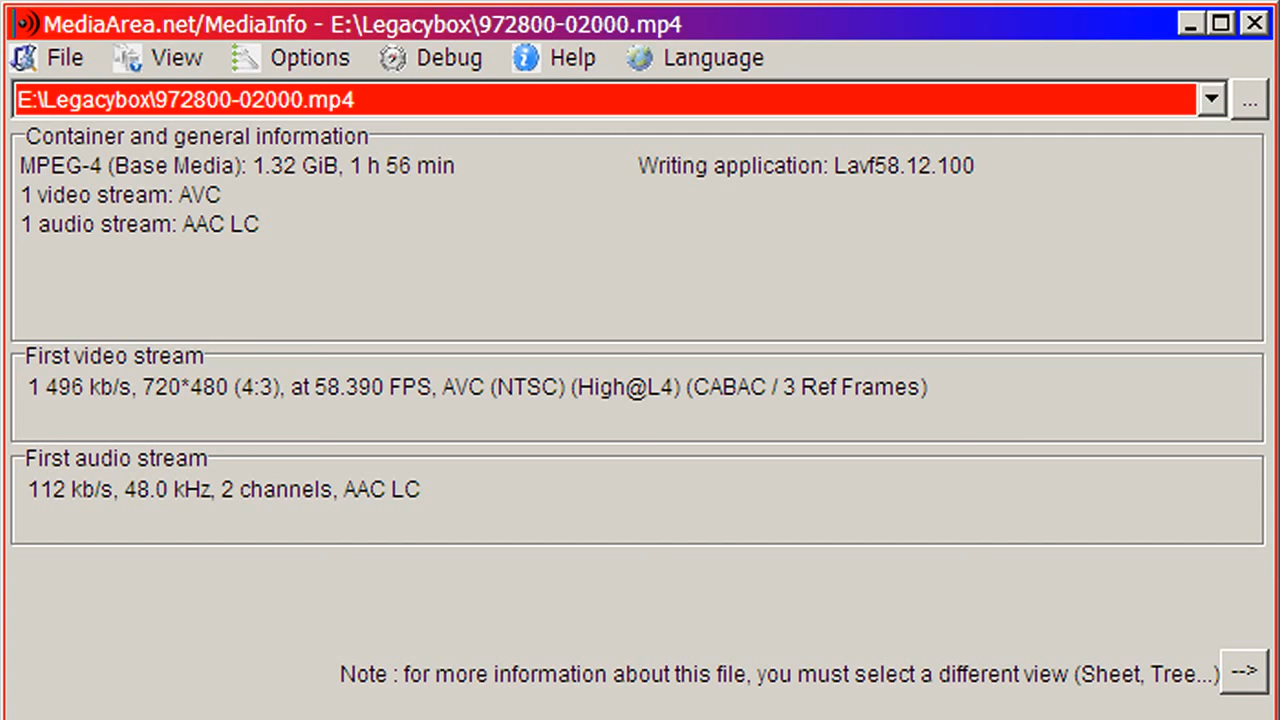 MediaArea.net/MediaInfo - E:\Legacybox\972800-02000.mp4
File View Options Debug Help Language
E:\Legacybox\972800-02000.mp4 ...
Container and general information
MPEG-4 (Base Media): 1.32 GiB, 1 h 56 min Writing application: Lavf58.12.100
1 video stream: AVC
1 audio stream: AAC LC
First video stream
1 496 kb/s, 720*480 (4:3), at 58.390 FPS, AVC (NTSC) (High@L4) (CABAC / 3 Ref Frames)
First audio stream
112 kb/s, 48.0 kHz, 2 channels, AAC LC
Note : for more information about this file, you must select a different view (Sheet, Tree...) -->